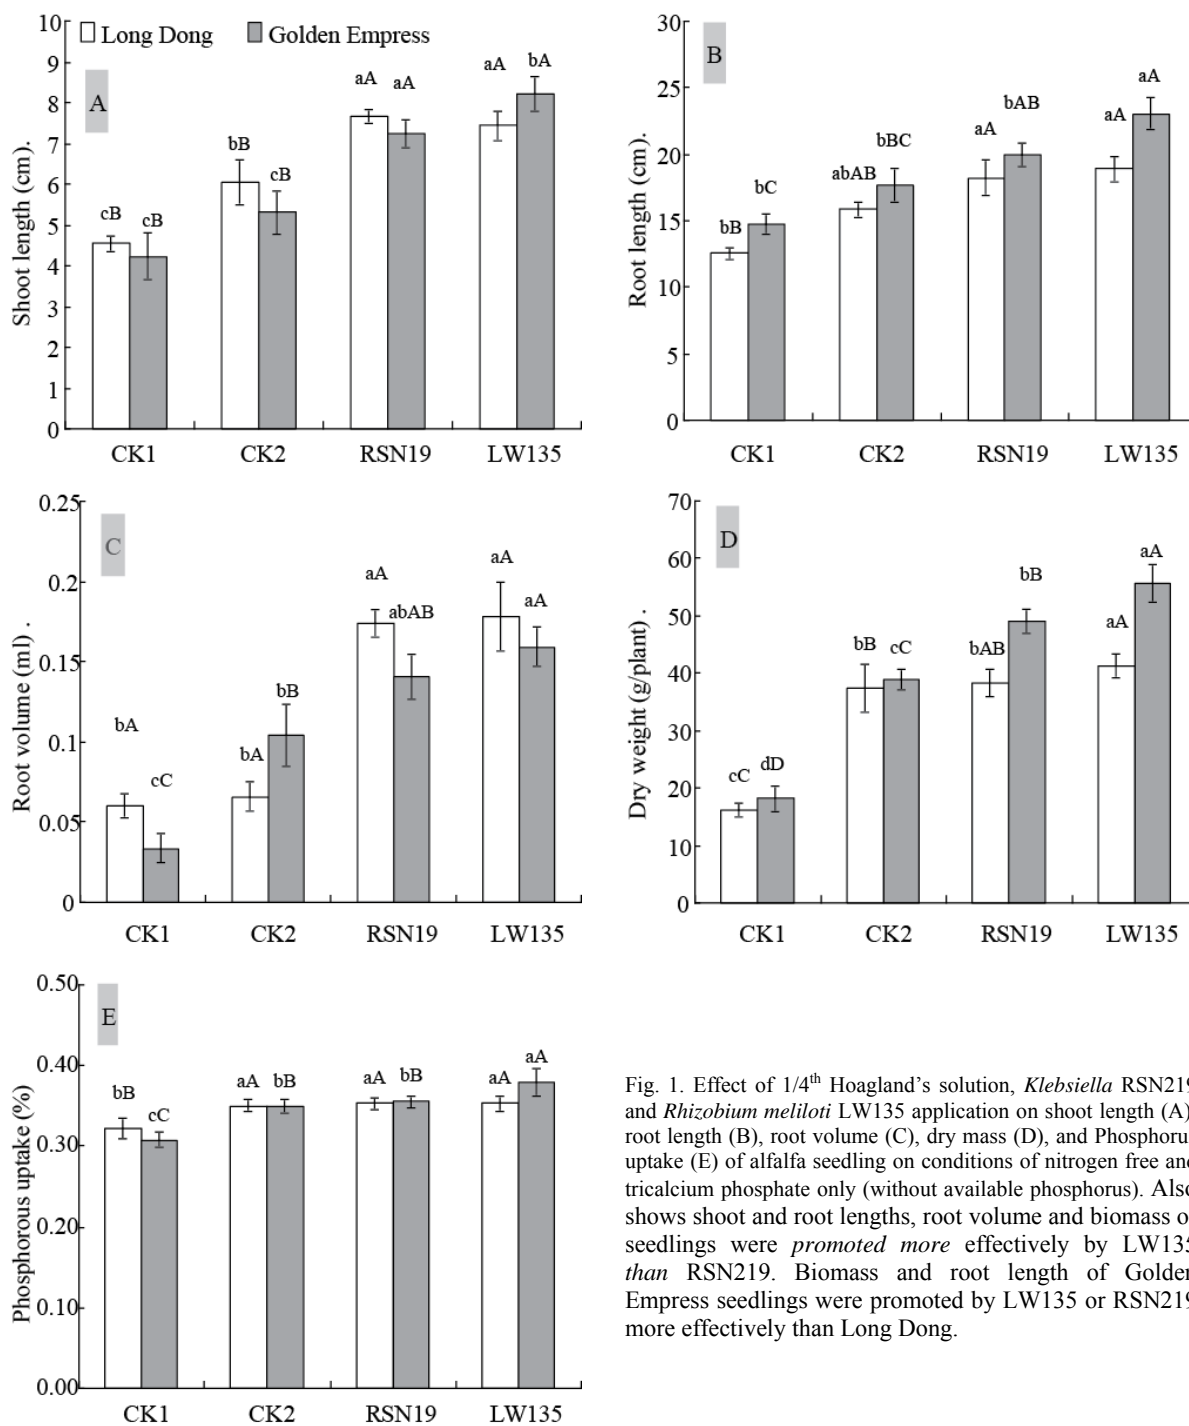 Long Dong Golden Empress
A
Shoot length (cm).
10
9
8
7
6
5
4
3
2
1
0
cB cB bB cB aA aA aA bA
CK1 CK2 RSN19 LW135
B
Root length (cm).
30
25
20
15
10
5
0
bB bC abAB bBC aA bAB aA aA
CK1 CK2 RSN19 LW135
C
Root volume (ml) .
0.25
0.2
0.15
0.1
0.05
0
bA cC bA bB aA abAB aA aA
CK1 CK2 RSN19 LW135
D
Dry weight (g/plant) .
70
60
50
40
30
20
10
0
cC dD bB cC bAB bB aA aA
CK1 CK2 RSN19 LW135
E
Phosphorous uptake (%)
0.50
0.40
0.30
0.20
0.10
0.00
bB cC aA bB aA bB aA aA
CK1 CK2 RSN19 LW135
Fig. 1. Effect of 1/4th Hoagland’s solution, Klebsiella RSN219
and Rhizobium meliloti LW135 application on shoot length (A)
root length (B), root volume (C), dry mass (D), and Phosphoru
uptake (E) of alfalfa seedling on conditions of nitrogen free and
tricalcium phosphate only (without available phosphorus). Also
shows shoot and root lengths, root volume and biomass o
seedlings were promoted more effectively by LW135
than RSN219. Biomass and root length of Golden
Empress seedlings were promoted by LW135 or RSN219
more effectively than Long Dong.